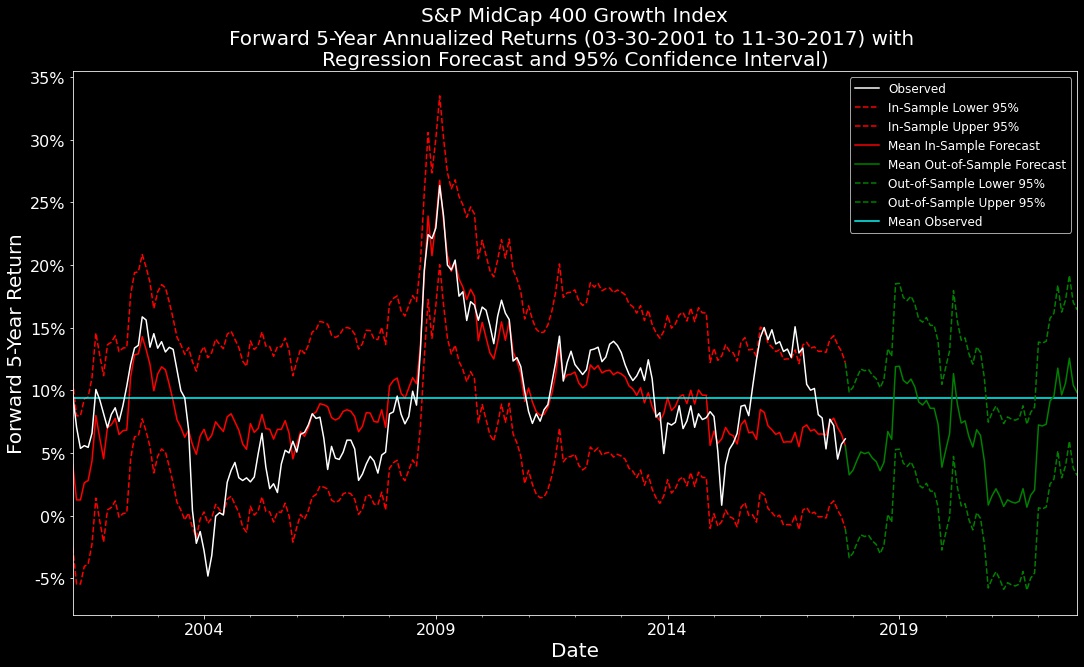 S&P MidCap 400 Growth Index
Forward 5-Year Annualized Returns (03-30-2001 to 11-30-2017) with
Regression Forecast and 95% Confidence Interval)
35%
30%
25%
20%
15%
10%
5%
0%
-5%
Forward 5-Year Return
Observed
In-Sample Lower 95%
In-Sample Upper 95%
Mean In-Sample Forecast
Mean Out-of-Sample Forecast
Out-of-Sample Lower 95%
Out-of-Sample Upper 95%
Mean Observed
2004
2009
2014
2019
Date